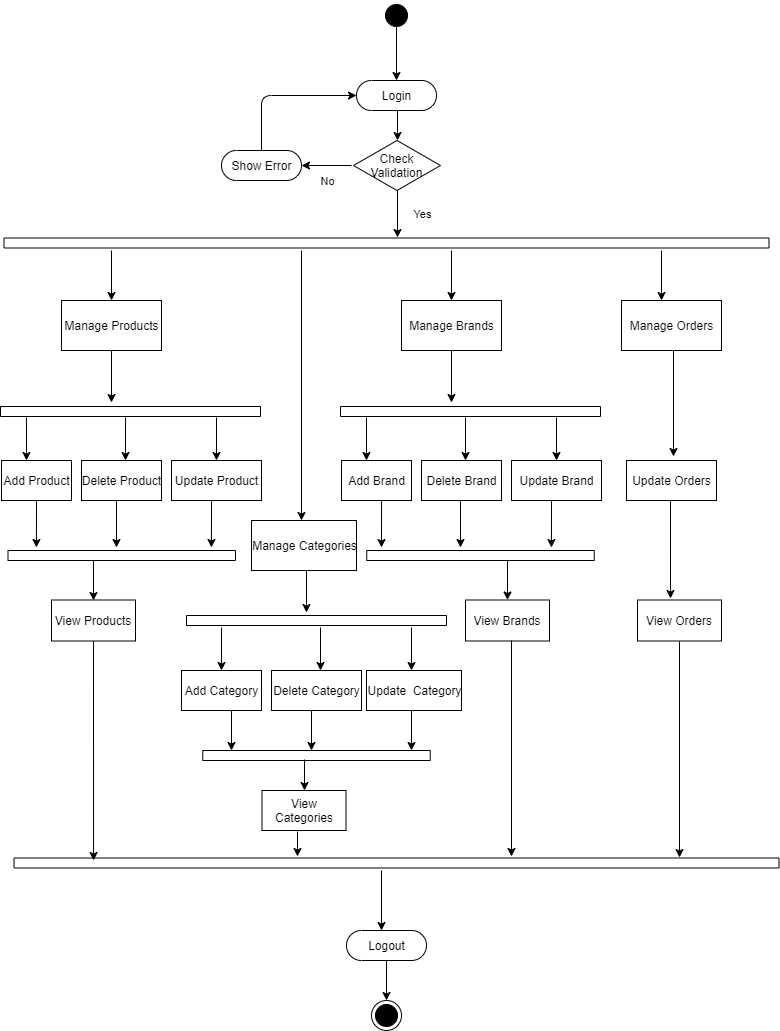 Login
Check
Validation
Show Error
No
Yes
Manage Products
Manage Brands
Manage Orders
Add Product
Delete Product
Update Product
Add Brand
Delete Brand
Update Brand
Update Orders
Manage Categories
View Products
View Brands
View Orders
Add Category
Delete Category
Update  Category
View
Categories
Logout